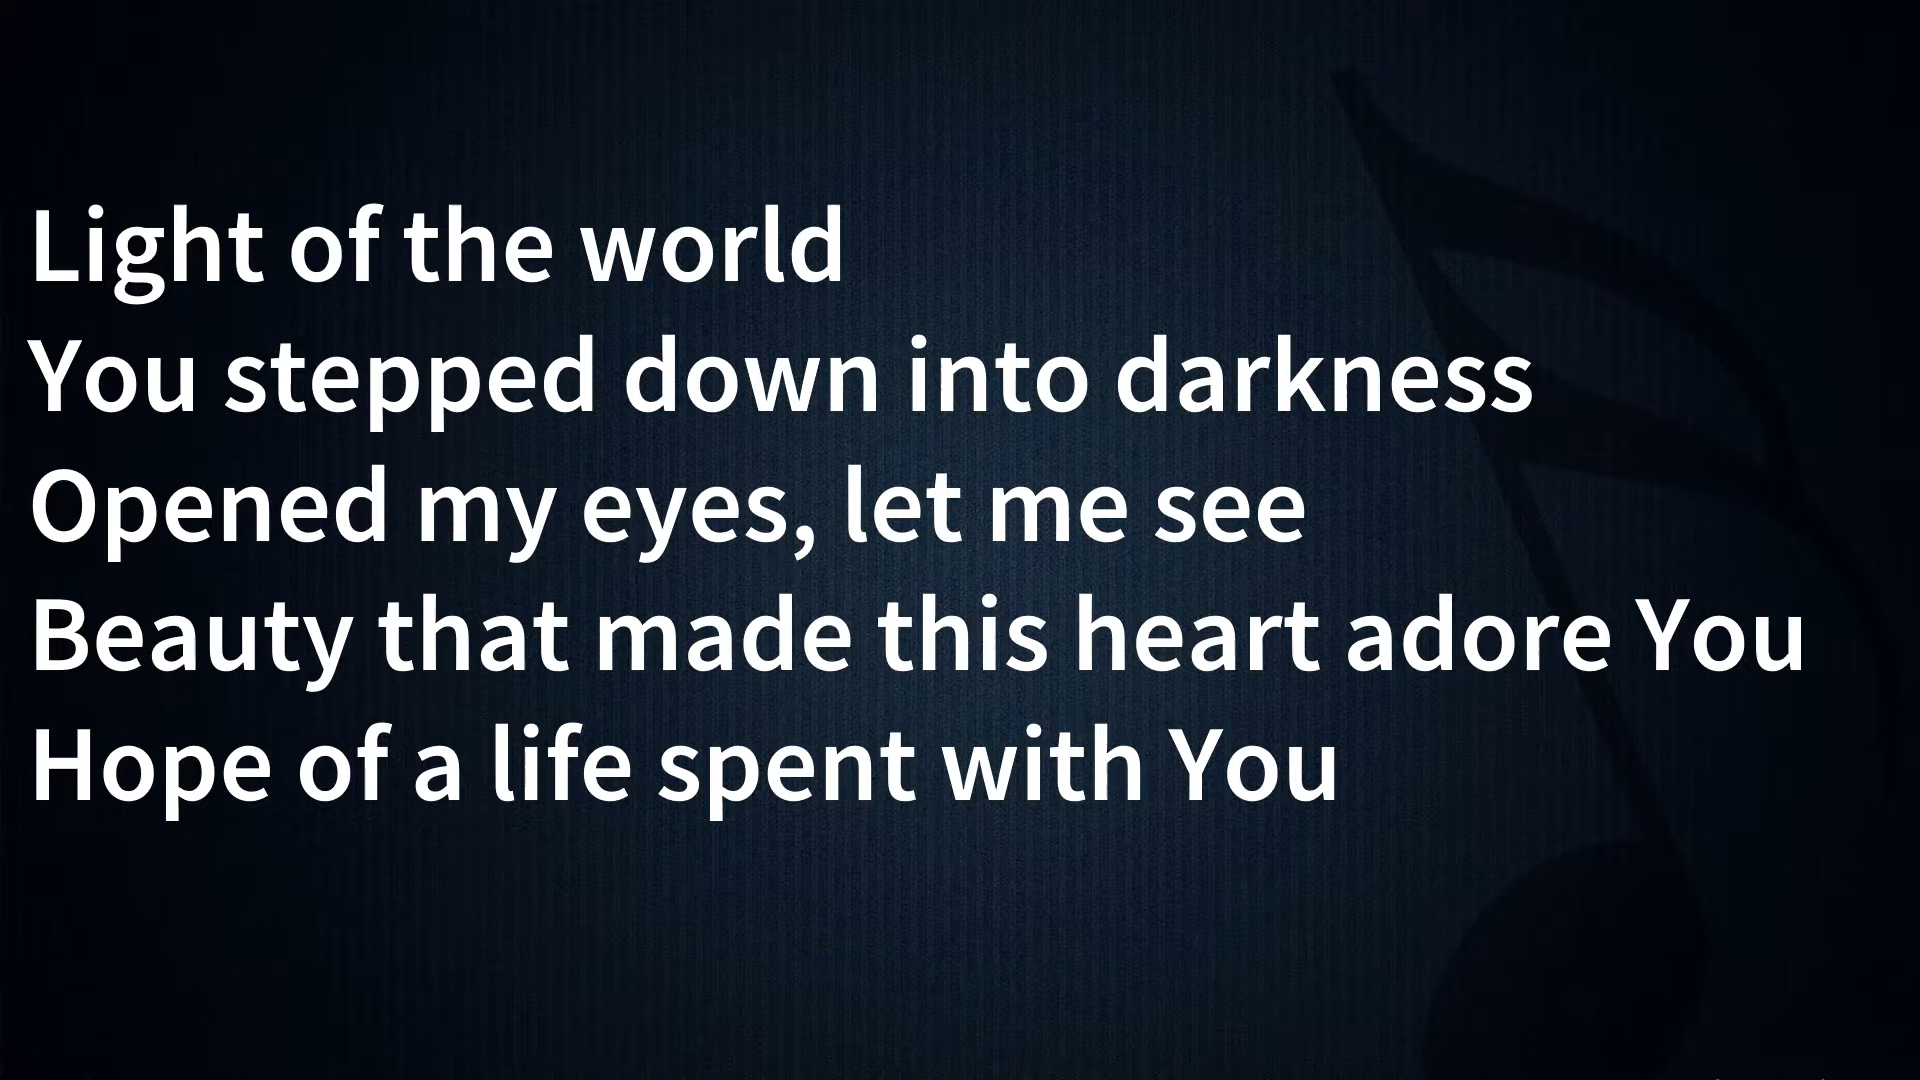 Light of the world
You stepped down into darkness
Opened my eyes, let me see
Beauty that made this heart adore You
Hope of a life spent with You